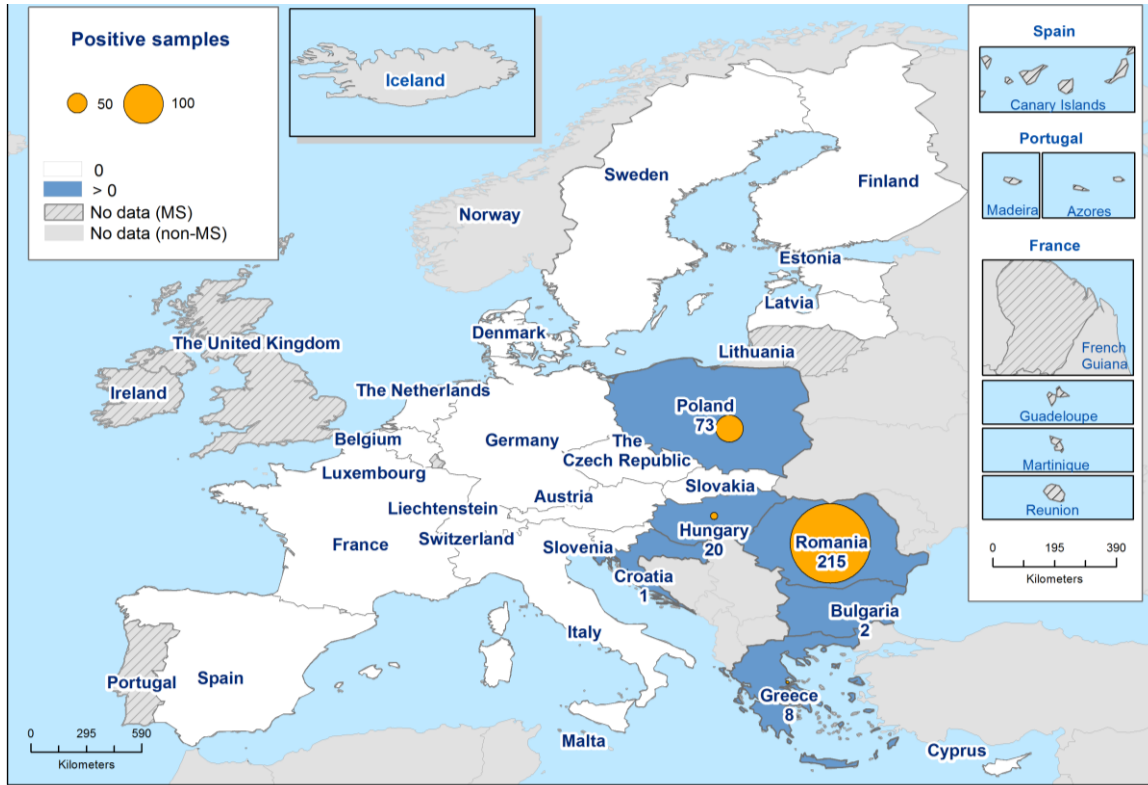 Positive samples
50
100
0
> 0
No data (MS)
No data (non-MS)
Iceland
Spain
Canary Islands
Portugal
Madeira
Azores
France
French
Guiana
Guadeloupe
Martinique
Reunion
0 195 390
Kilometers
Sweden
Finland
Norway
Estonia
Latvia
Denmark
Lithuania
The United Kingdom
Ireland
The Netherlands
Poland
73
Belgium
Germany
The
Czech Republic
Luxembourg
Slovakia
Austria
Liechtenstein
Hungary
20
Romania
215
France
Switzerland
Slovenia
Croatia
1
Bulgaria
2
Italy
Portugal
Spain
Greece
8
Malta
Cyprus
0 295 590
Kilometers